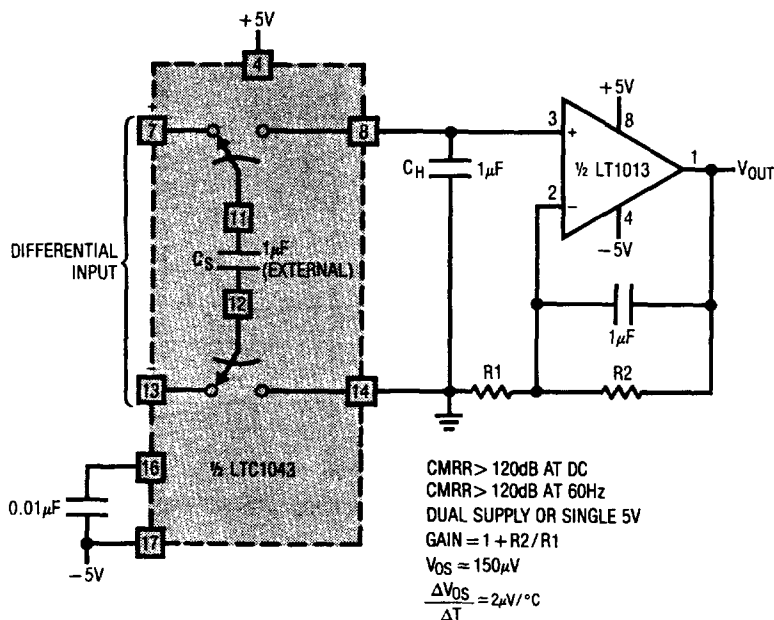 +5V
4
+
7
8
+5V
3
+
8
1
½ LT1013
VOUT
CH
1µF
2
−
4
−5V
11
DIFFERENTIAL
INPUT
CS
1µF
(EXTERNAL)
12
1µF
−
13
14
R1
R2
16
½ LTC1043
0.01µF
17
−5V
CMRR > 120dB AT DC
CMRR > 120dB AT 60Hz
DUAL SUPPLY OR SINGLE 5V
GAIN = 1 + R2/R1
VOS ≈ 150µV
ΔVOS
ΔT
≈ 2µV/°C